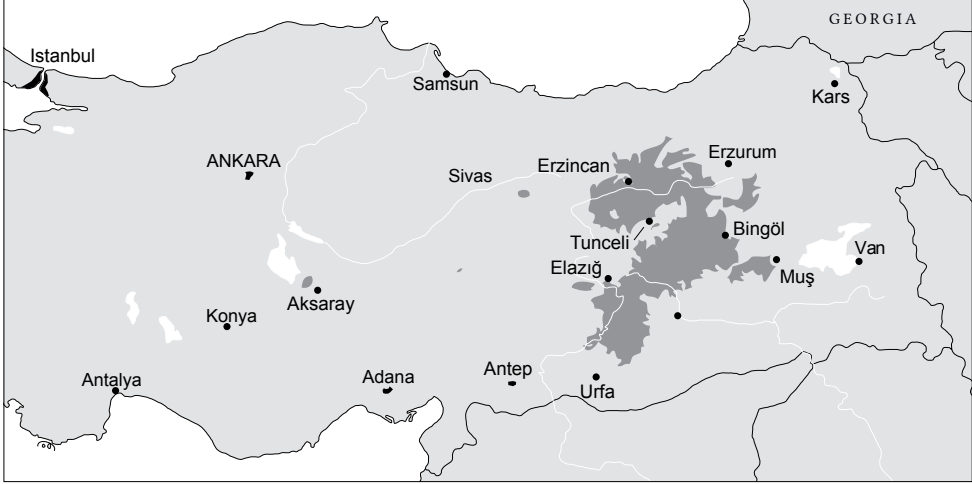 GEORGIA
Istanbul
Samsun
Kars
ANKARA
Erzincan
Erzurum
Sivas
Tunceli
Bingöl
Elazığ
Van
Muş
Aksaray
Konya
Antalya
Adana
Antep
Urfa